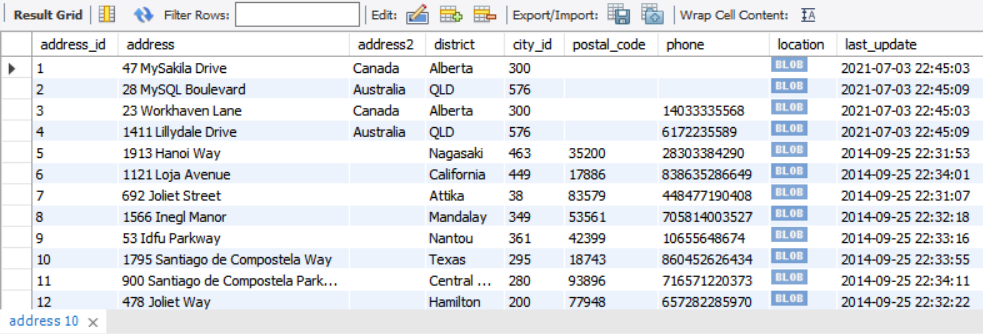 Result Grid Filter Rows: Edit: Export/Import: Wrap Cell Content:
address_id address address2 district city_id postal_code phone location last_update
1 47 MySakila Drive Canada Alberta 300 BLOB 2021-07-03 22:45:03
2 28 MySQL Boulevard Australia QLD 576 BLOB 2021-07-03 22:45:09
3 23 Workhaven Lane Canada Alberta 300 14033335568 BLOB 2021-07-03 22:45:03
4 1411 Lillydale Drive Australia QLD 576 6172235589 BLOB 2021-07-03 22:45:09
5 1913 Hanoi Way Nagasaki 463 35200 28303384290 BLOB 2014-09-25 22:31:53
6 1121 Loja Avenue California 449 17886 838635286649 BLOB 2014-09-25 22:34:01
7 692 Joliet Street Attika 38 83579 448477190408 BLOB 2014-09-25 22:31:07
8 1566 Inegl Manor Mandalay 349 53561 705814003527 BLOB 2014-09-25 22:32:18
9 53 Idfu Parkway Nantou 361 42399 10655648674 BLOB 2014-09-25 22:33:16
10 1795 Santiago de Compostela Way Texas 295 18743 860452626434 BLOB 2014-09-25 22:33:55
11 900 Santiago de Compostela Park... Central ... 280 93896 716571220373 BLOB 2014-09-25 22:34:11
12 478 Joliet Way Hamilton 200 77948 657282285970 BLOB 2014-09-25 22:32:22
address 10